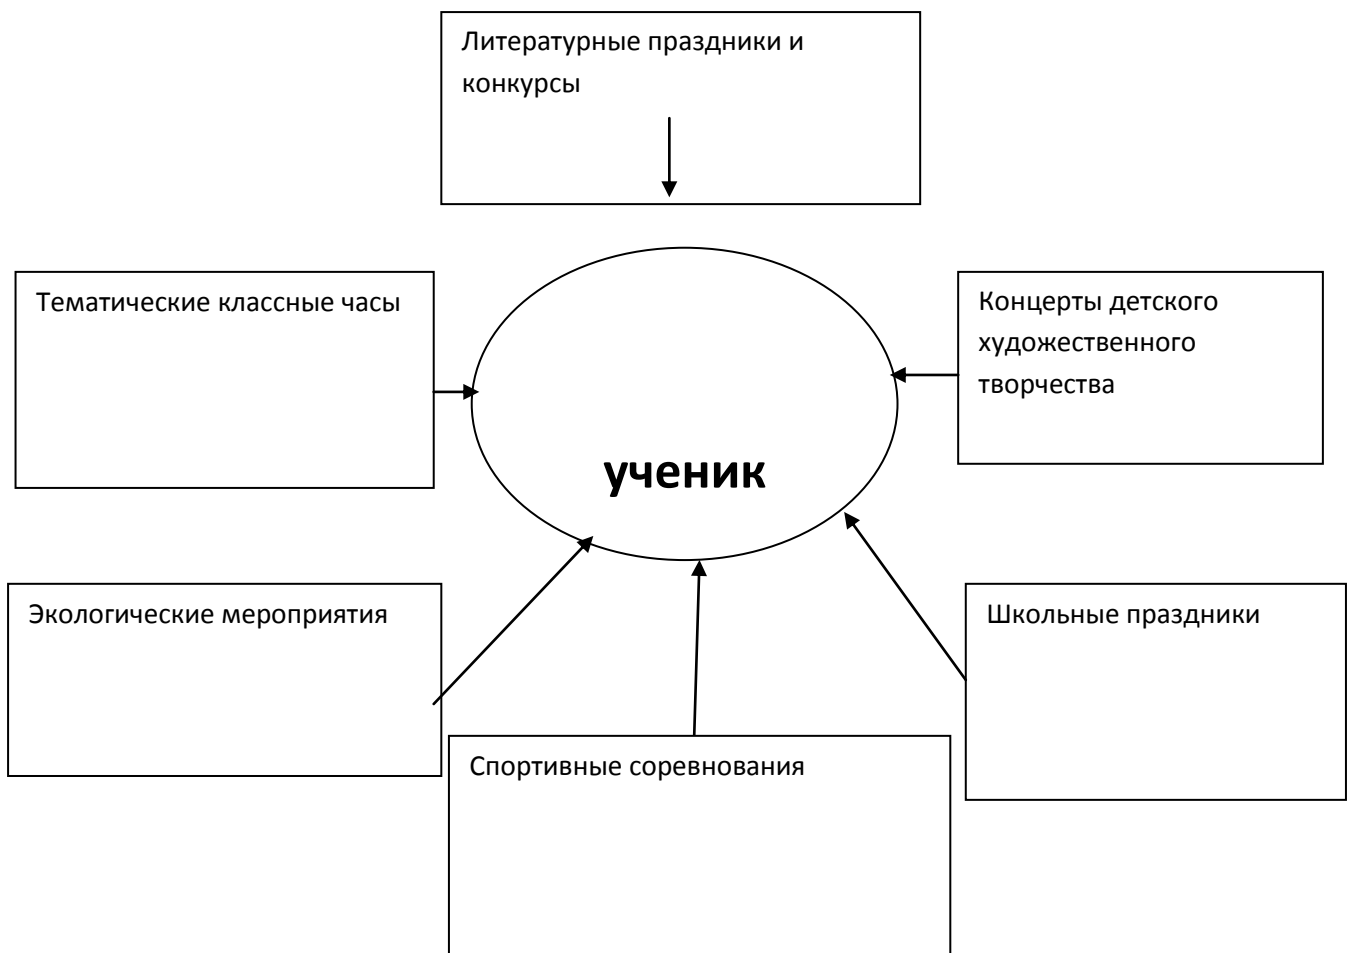 Литературные праздники и
конкурсы
Тематические классные часы
Концерты детского
художественного
творчества
ученик
Экологические мероприятия
Школьные праздники
Спортивные соревнования